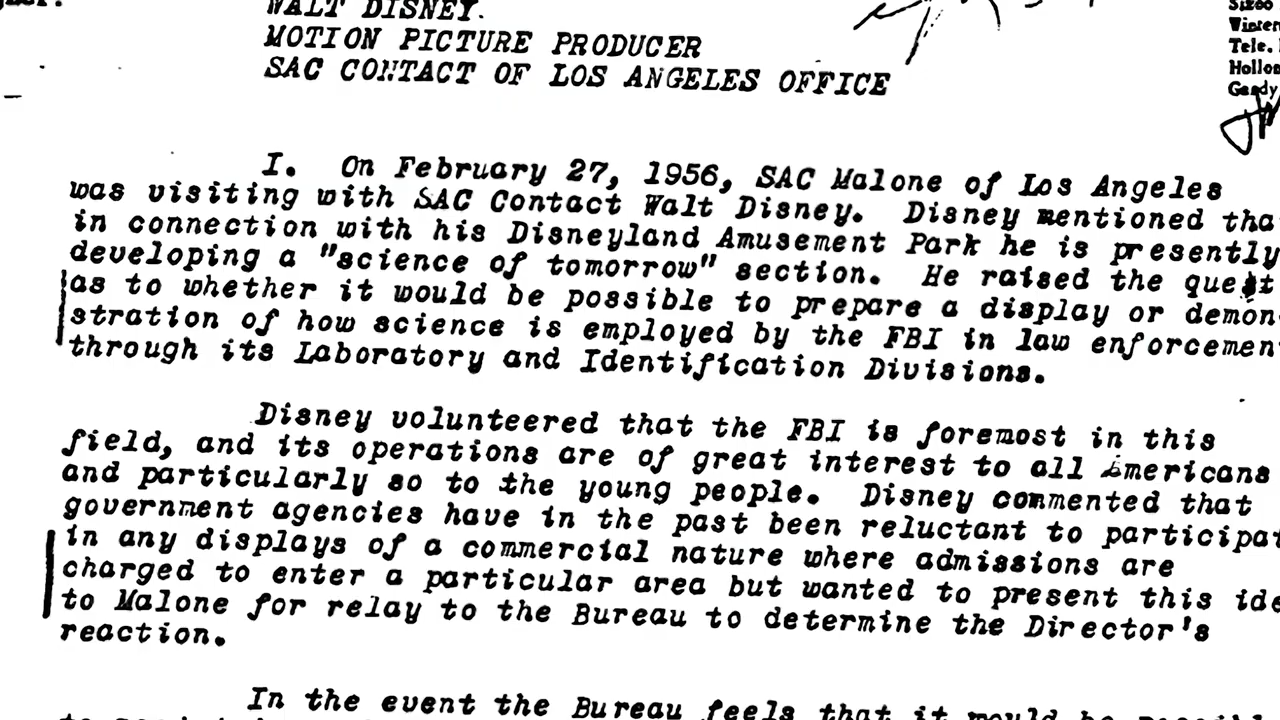 WALT DISNEY.
MOTION PICTURE PRODUCER
SAC CONTACT OF LOS ANGELES OFFICE
Sizoo
Winter
Tele.
Hollom
Gandy
I. On February 27, 1956, SAC Malone of Los Angeles
was visiting with SAC Contact Walt Disney. Disney mentioned tha
in connection with his Disneyland Amusement Park he is presently
developing a "science of tomorrow" section. He raised the quest
as to whether it would be possible to prepare a display or demon-
stration of how science is employed by the FBI in law enforcemen
through its Laboratory and Identification Divisions.
Disney volunteered that the FBI is foremost in this
field, and its operations are of great interest to all Americans
and particularly so to the young people. Disney commented that
government agencies have in the past been reluctant to participat
in any displays of a commercial nature where admissions are
charged to enter a particular area but wanted to present this ide
to Malone for relay to the Bureau to determine the Director's
reaction.
In the event the Bureau feels that it would be possibl